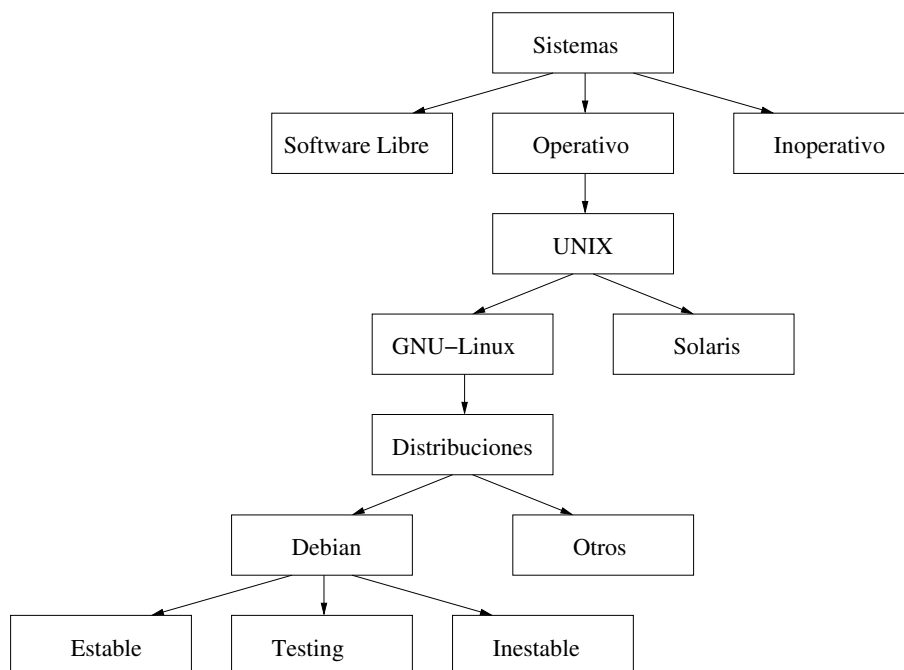 Sistemas
Software Libre
Operativo
Inoperativo
UNIX
GNU−Linux
Solaris
Distribuciones
Debian
Otros
Estable
Testing
Inestable